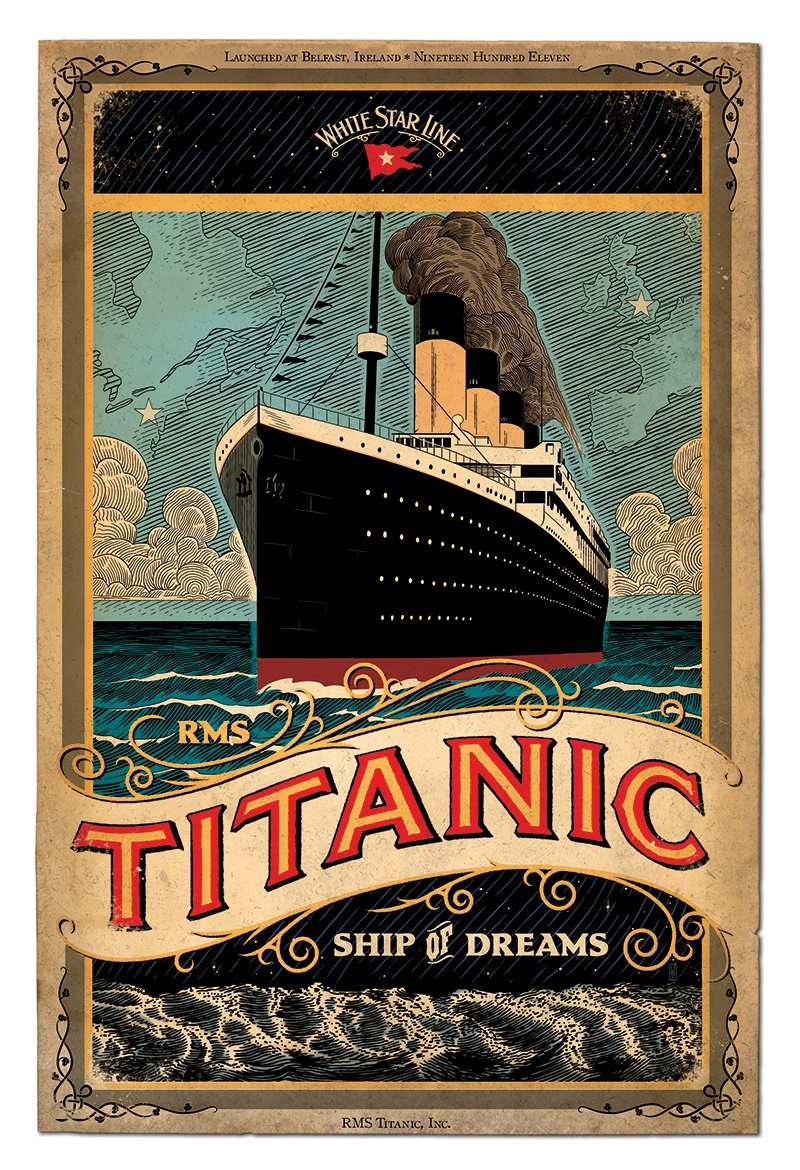 Launched at Belfast, Ireland * Nineteen Hundred Eleven
White Star Line
RMS
TITANIC
SHIP OF DREAMS
RMS Titanic, Inc.